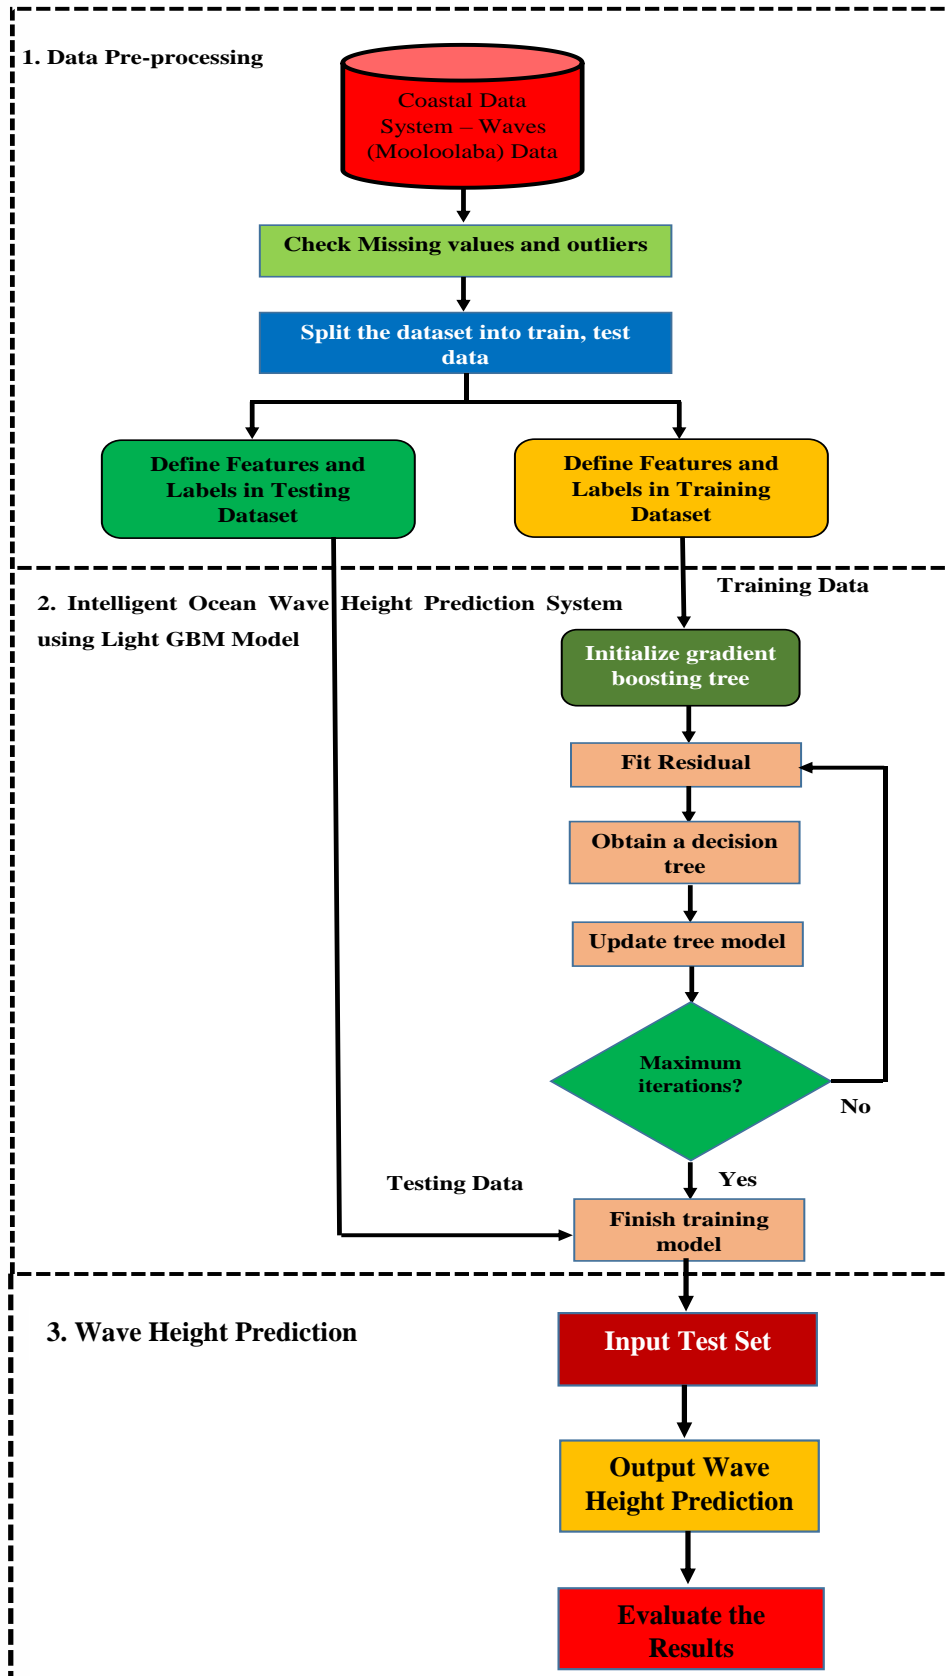 1. Data Pre-processing
Coastal Data
System – Waves
(Mooloolaba) Data
Check Missing values and outliers
Split the dataset into train, test
data
Define Features and
Labels in Testing
Dataset
Define Features and
Labels in Training
Dataset
Training Data
2. Intelligent Ocean Wave Height Prediction System
using Light GBM Model
Initialize gradient
boosting tree
Fit Residual
Obtain a decision
tree
Update tree model
Maximum
iterations?
No
Yes
Testing Data
Finish training
model
3. Wave Height Prediction
Input Test Set
Output Wave
Height Prediction
Evaluate the
Results